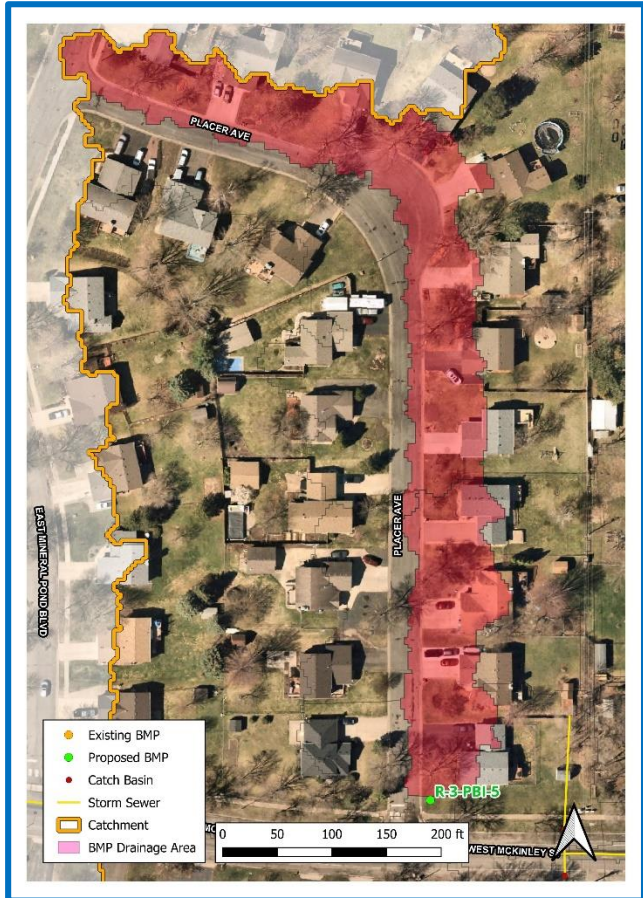 PLACER AVE
PLACER AVE
EAST MINERAL POND BLVD
R-3-PBI-5
Existing BMP
Proposed BMP
Catch Basin
Storm Sewer
Catchment
BMP Drainage Area
0 50 100 150 200 ft
WEST MCKINLEY S